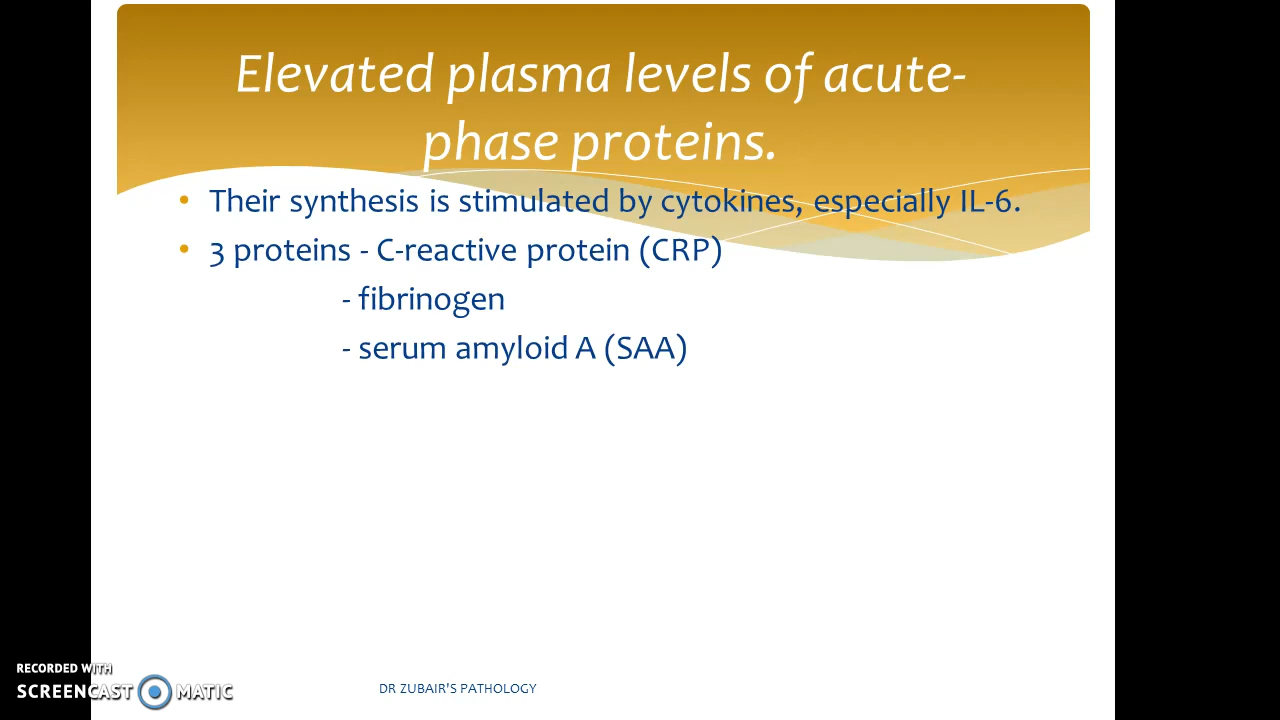 Elevated plasma levels of acute-
phase proteins.
• Their synthesis is stimulated by cytokines, especially IL-6.
• 3 proteins - C-reactive protein (CRP)
- fibrinogen
- serum amyloid A (SAA)
RECORDED WITH
SCREENCAST MATIC
DR ZUBAIR'S PATHOLOGY